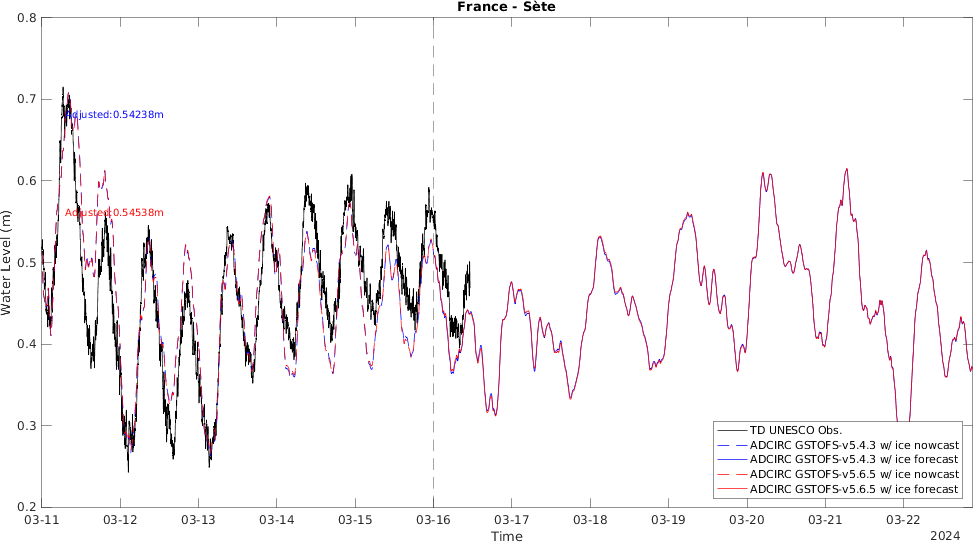 France - Sète
Water Level (m)
0.8
0.7
0.6
0.5
0.4
0.3
0.2
Adjusted:0.54238m
Adjusted:0.54538m
TD UNESCO Obs.
ADCIRC GSTOFS-v5.4.3 w/ ice nowcast
ADCIRC GSTOFS-v5.4.3 w/ ice forecast
ADCIRC GSTOFS-v5.6.5 w/ ice nowcast
ADCIRC GSTOFS-v5.6.5 w/ ice forecast
03-11 03-12 03-13 03-14 03-15 03-16 03-17 03-18 03-19 03-20 03-21 03-22
Time
2024